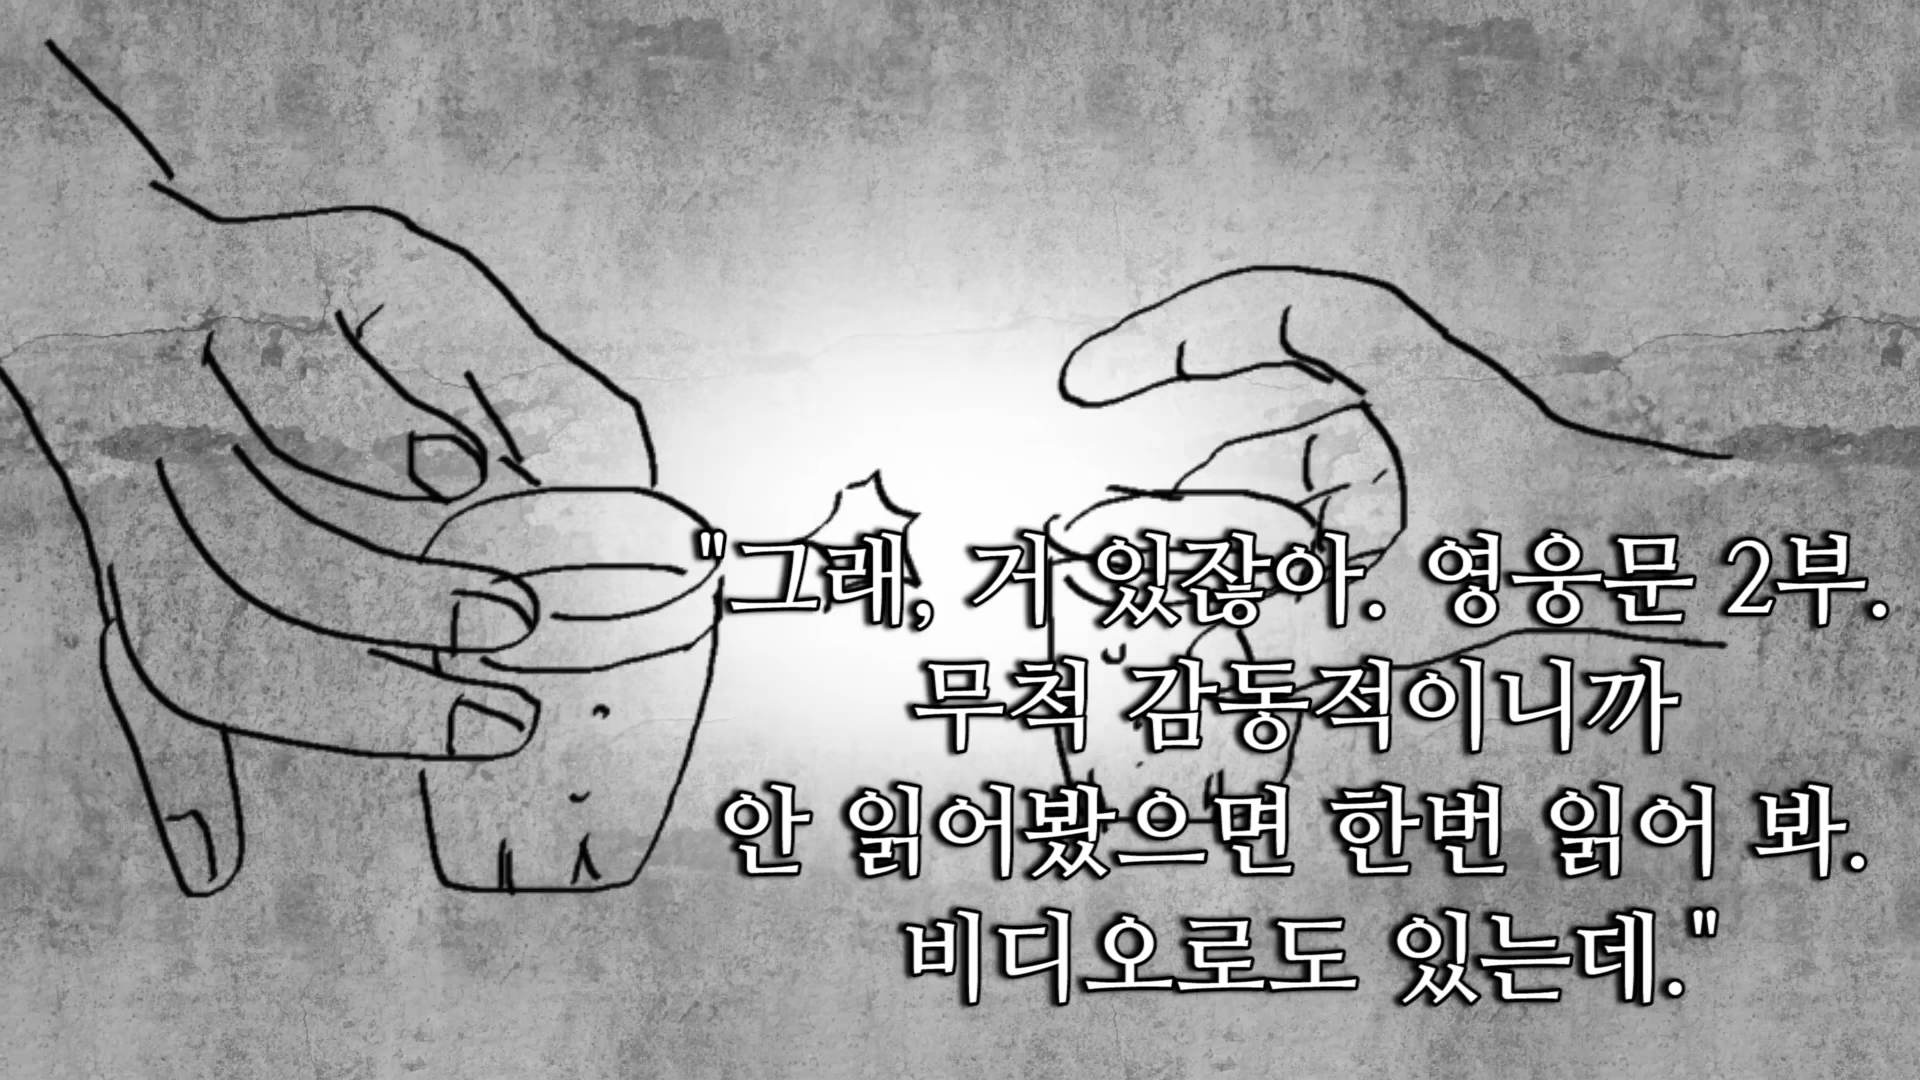 "그래, 거 있잖아. 영웅문 2부.
무척 감동적이니까
안 읽어봤으면 한번 읽어 봐.
비디오로도 있는데."